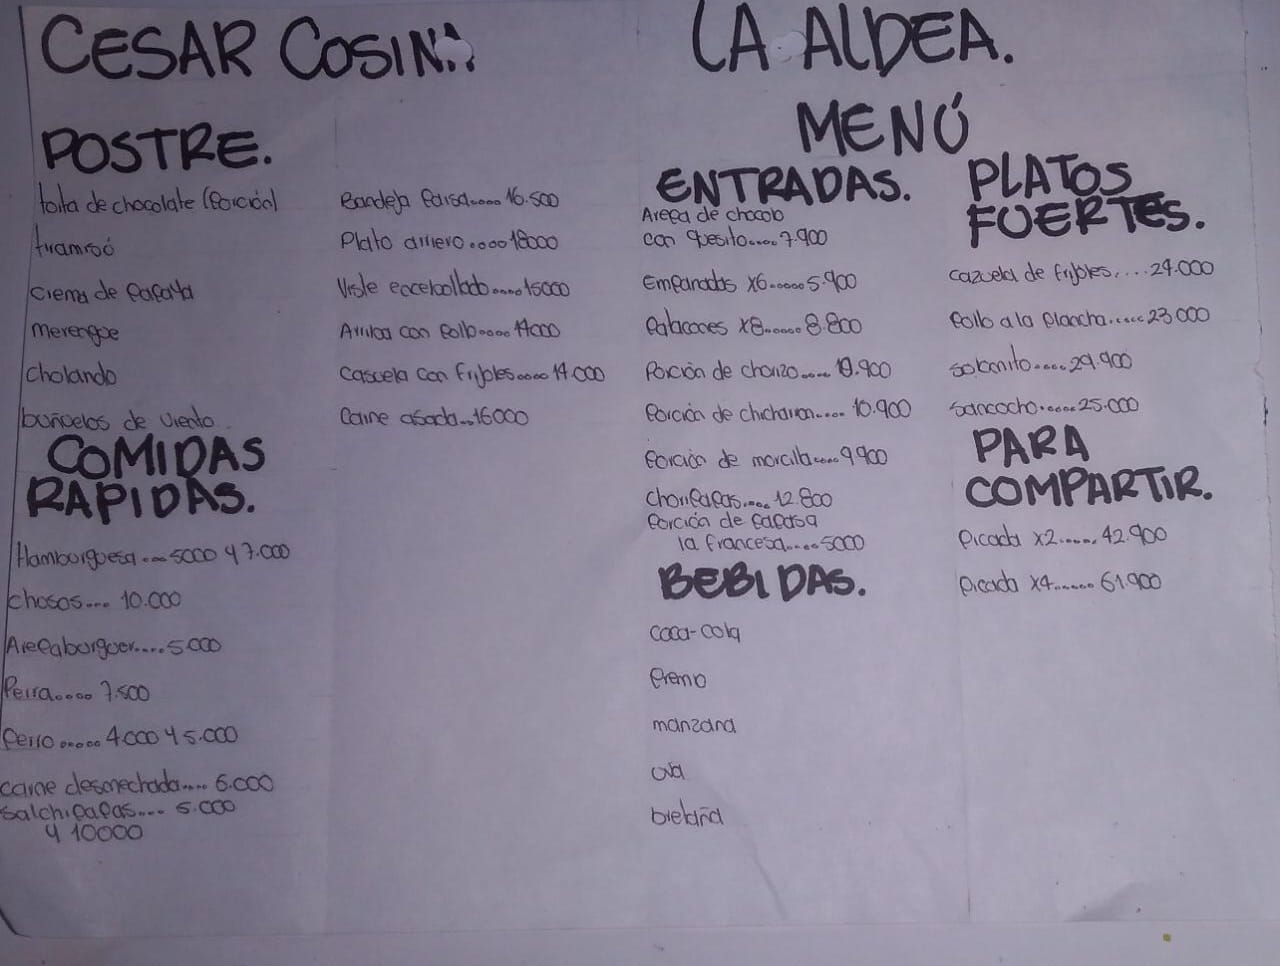 CESAR COSINA
POSTRE.
torta de chocolate (Porción)
tiramisó
crema de PaPaYa
merengue
cholando
buñuelos de viento
COMIDAS
RAPIDAS.
Hamburguesa....5000 y 7.000
chosos.... 10.000
ArePaburguer.....5.000
Perra..... 7.500
Perro ...... 4.000 y 5.000
carne desmechada..... 6.000
salchiPaPas.... 5.000
y 10000
Bandeja Paisa.....16.500
Plato arriero.....18000
Viste encebollado.....15000
Arriba con Pollo.....14000
Casuela con frijoles.....14.000
Carne asada...16000
LA ALDEA.
MENÚ
ENTRADAS.
ArePa de chocolo
con quesito.....7.900
EmPanadas x6......5.900
Patacones x8......8.800
Porción de chorizo..... 10.900
Porción de chicharron..... 10.900
Porción de morcilla.....9.900
ChoriPaPas..... 12.800
Porción de PaPas a
la francesa.....5000
BEBIDAS.
coca-cola
Premio
manzana
uva
bretaña
PLATOS
FUERTES.
cazuela de frijoles.....24.000
Pollo a la Plancha......23.000
solomito.....29.900
sancocho......25.000
PARA
COMPARTIR.
Picada x2......42.900
Picada x4...... 61.900